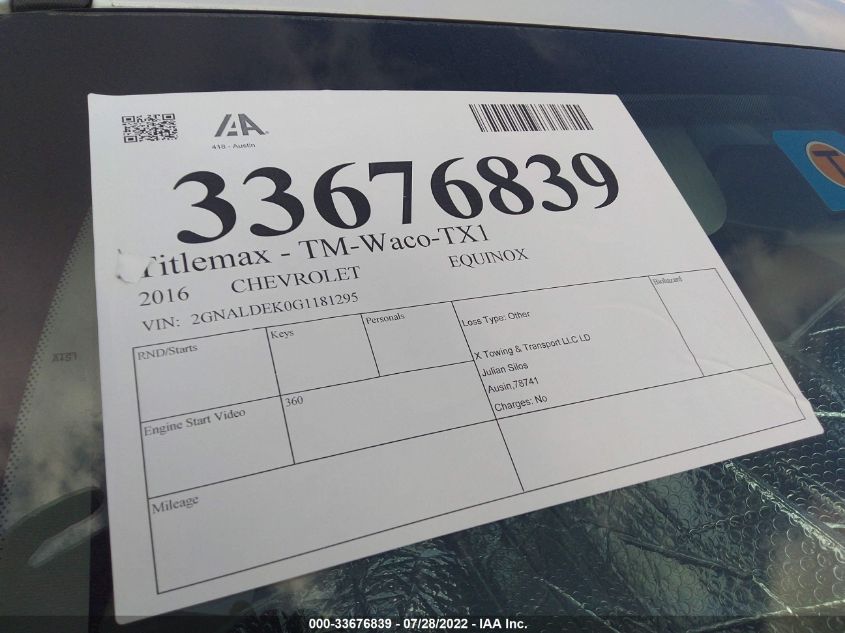 IAA
418 - Austin
33676839
Titlemax - TM-Waco-TX1
2016 CHEVROLET EQUINOX
VIN: 2GNALDEK0G1181295
RND/Starts
Keys
Personals
Loss Type: Other
Biohazard
X Towing & Transport LLC LD
Julian Silos
Ausin,78741
Charges: No
Engine Start Video
360
Mileage
T
000-33676839 - 07/28/2022 - IAA Inc.